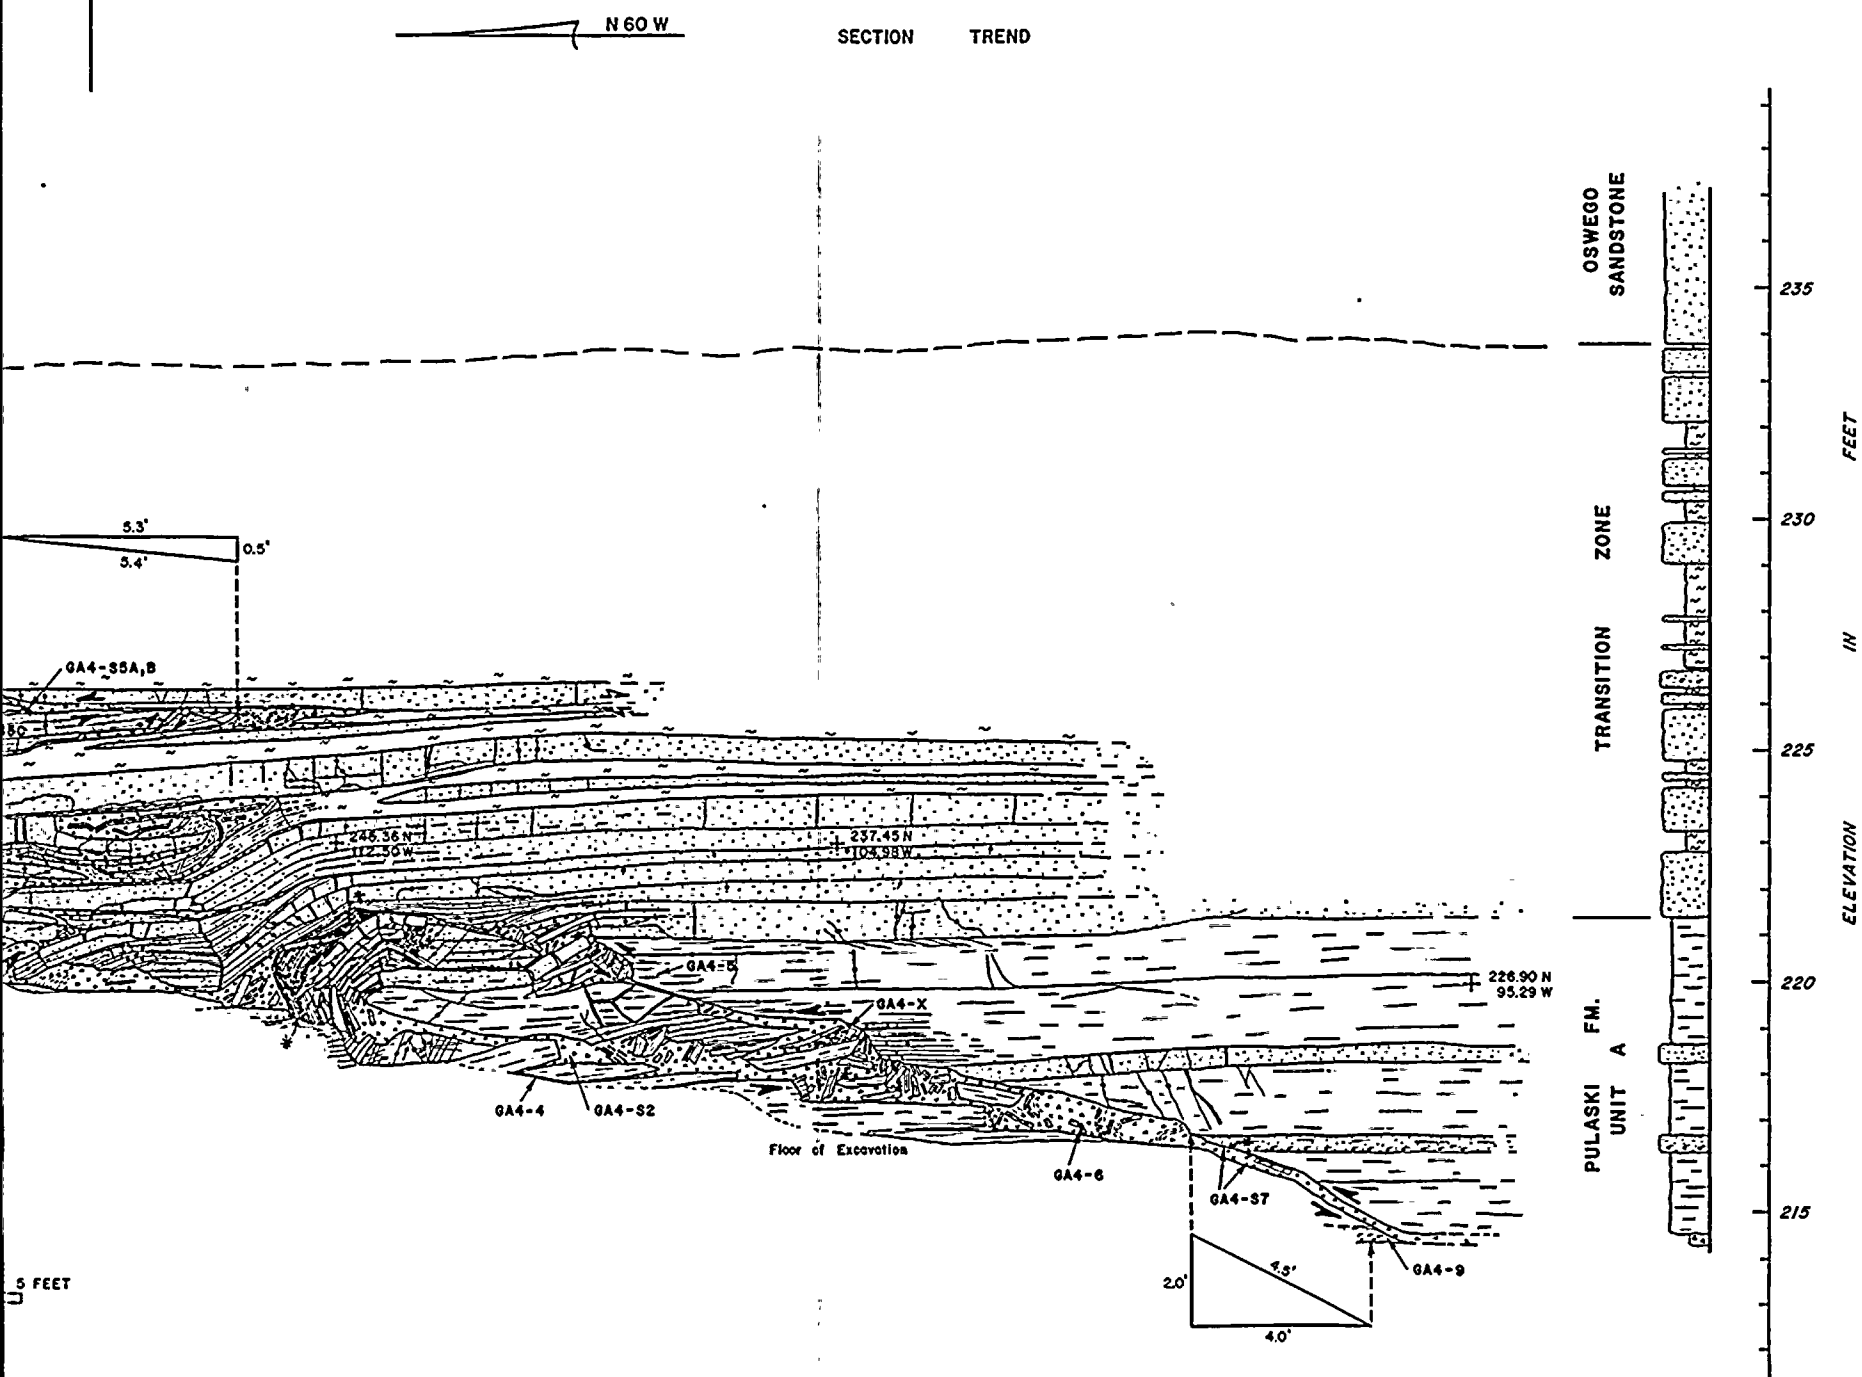 N 60 W
SECTION TREND
OSWEGO
SANDSTONE
235
FEET
230
ZONE
5.3'
0.5'
5.4'
IN
TRANSITION
GA4-S5A,B
225
246.36 N
112.50 W
237.45 N
104.98 W
ELEVATION
GA4-5
226.90 N
95.29 W
220
GA4-X
PULASKI FM.
UNIT A
GA4-4
GA4-S2
Floor of Excavation
GA4-6
GA4-S7
215
2.0'
4.5'
4.0'
GA4-9
5 FEET